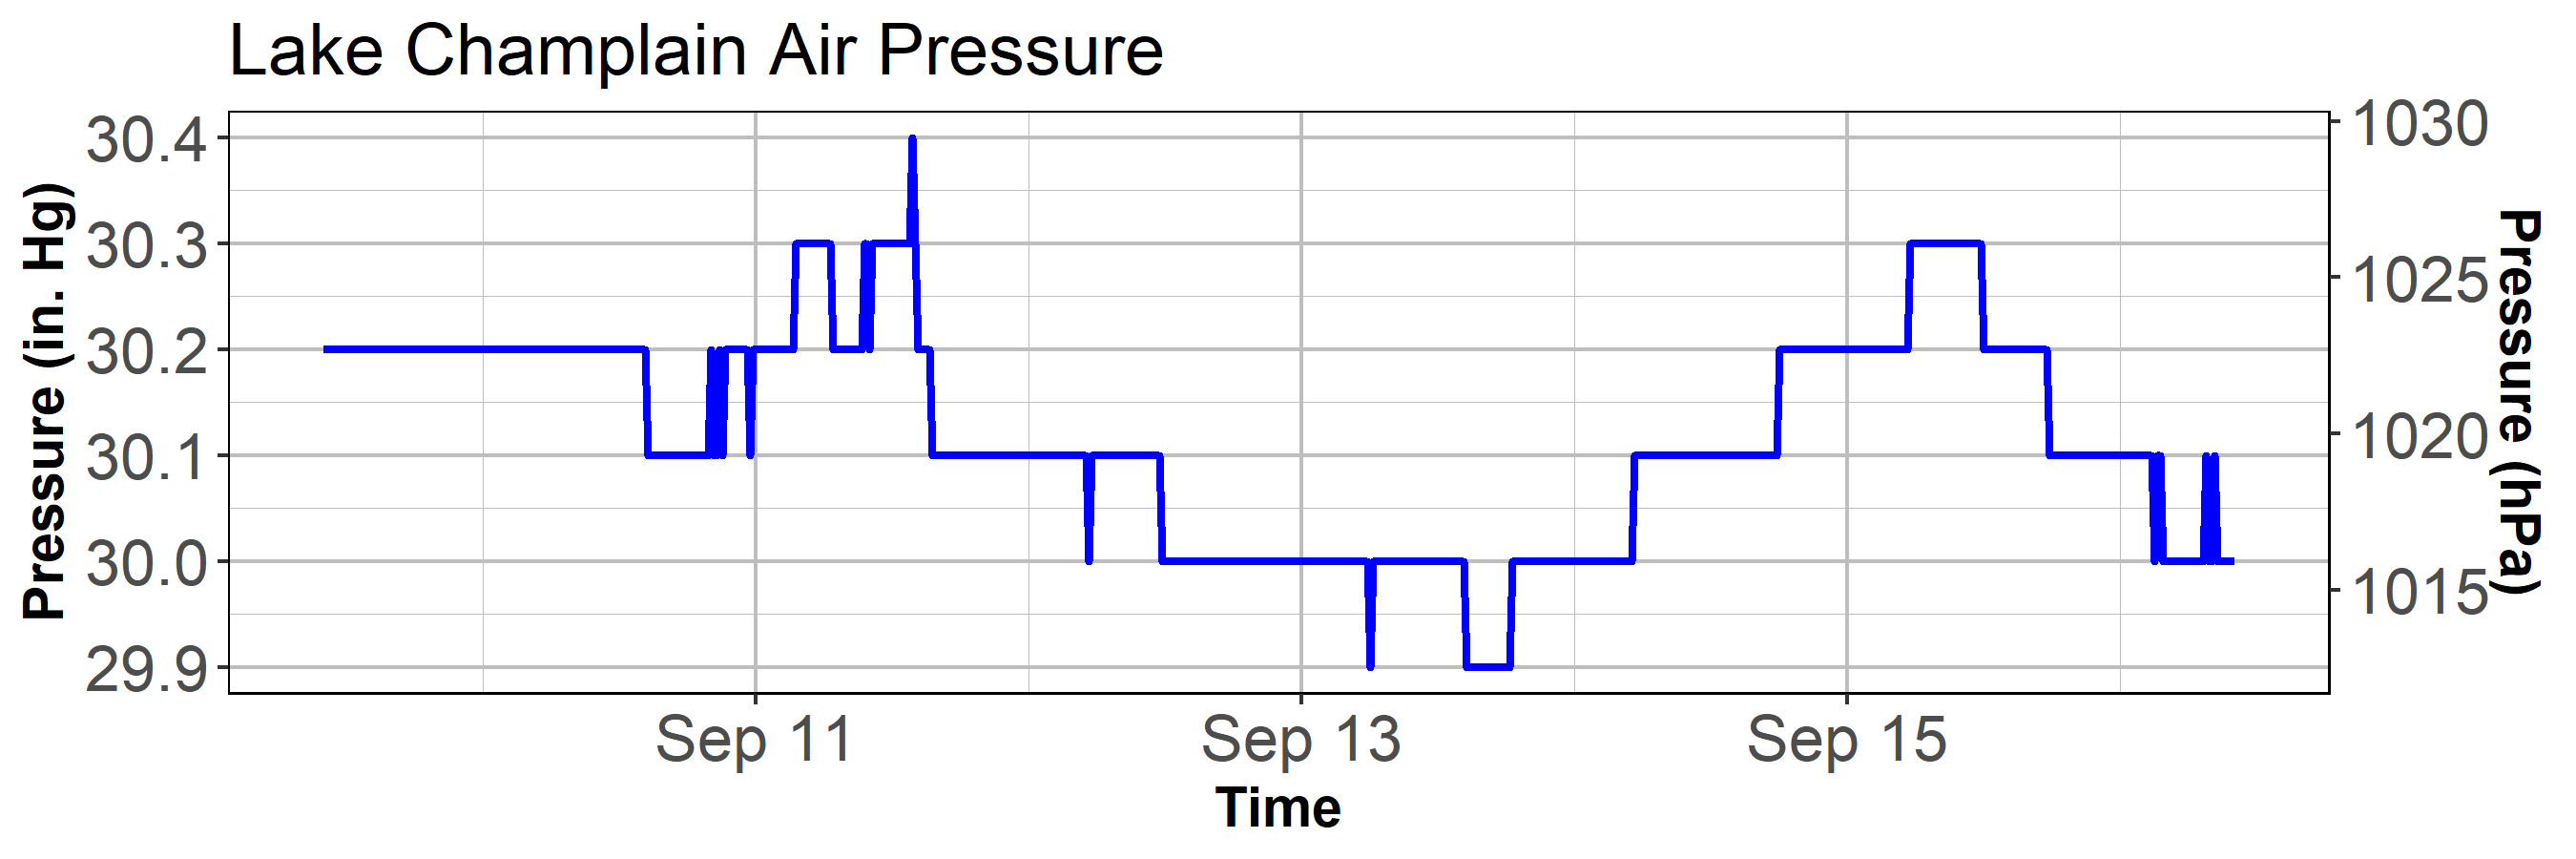 Lake Champlain Air Pressure
Pressure (in. Hg)
30.4
30.3
30.2
30.1
30.0
29.9
1030
1025
1020
1015
Pressure (hPa)
Sep 11
Sep 13
Sep 15
Time